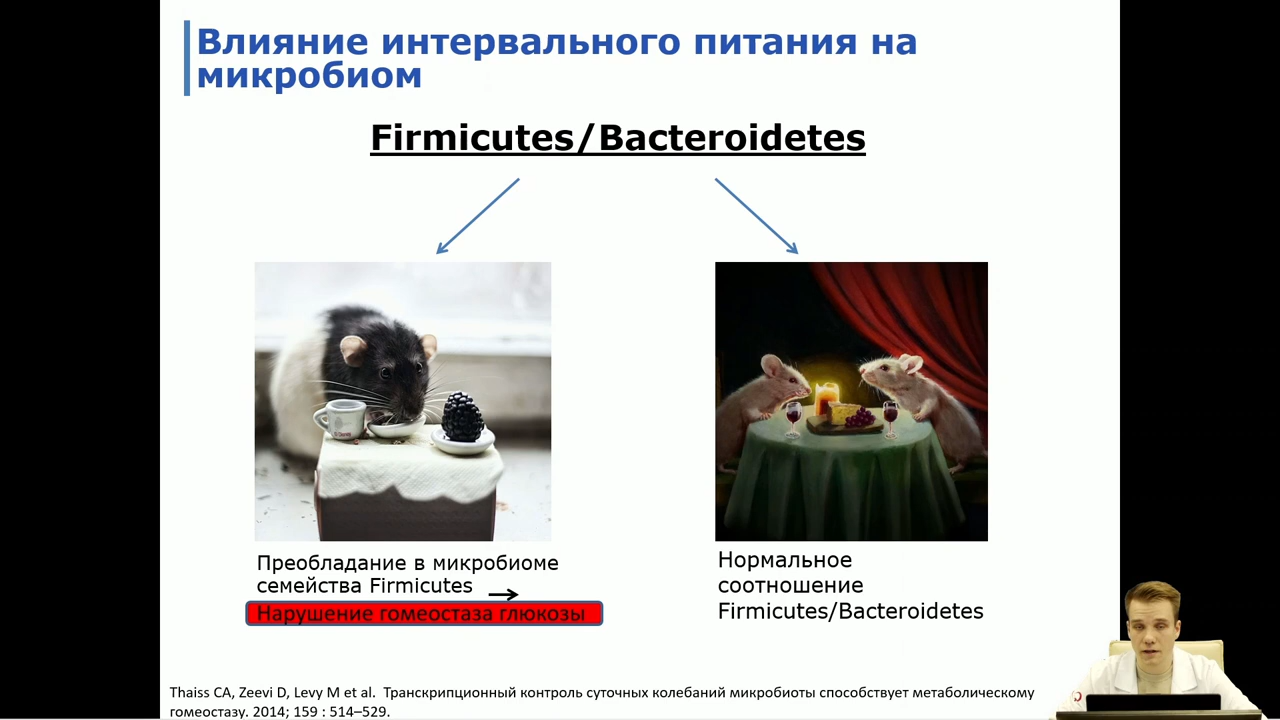 Влияние интервального питания на
микробиом
Firmicutes/Bacteroidetes
Преобладание в микробиоме
семейства Firmicutes
Нарушение гомеостаза глюкозы
Нормальное
соотношение
Firmicutes/Bacteroidetes
Thaiss CA, Zeevi D, Levy M et al. Транскрипционный контроль суточных колебаний микробиоты способствует метаболическому
гомеостазу. 2014; 159 : 514–529.